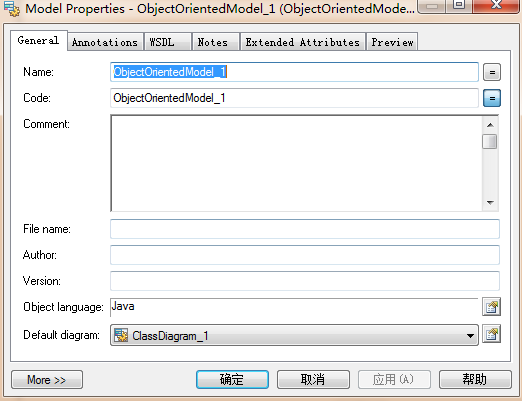 Model Properties - ObjectOrientedModel_1 (ObjectOrientedMode...
General Annotations WSDL Notes Extended Attributes Preview
Name: ObjectOrientedModel_1 =
Code: ObjectOrientedModel_1 =
Comment:
File name:
Author:
Version:
Object language: Java
Default diagram: ClassDiagram_1
More >> 确定 取消 应用(A) 帮助